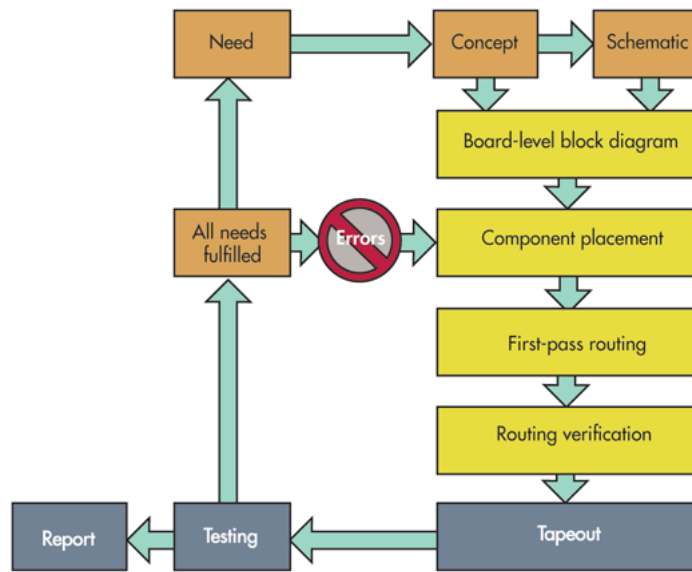 Need
Concept
Schematic
Board-level block diagram
All needs
fulfilled
Errors
Component placement
First-pass routing
Routing verification
Report
Testing
Tapeout